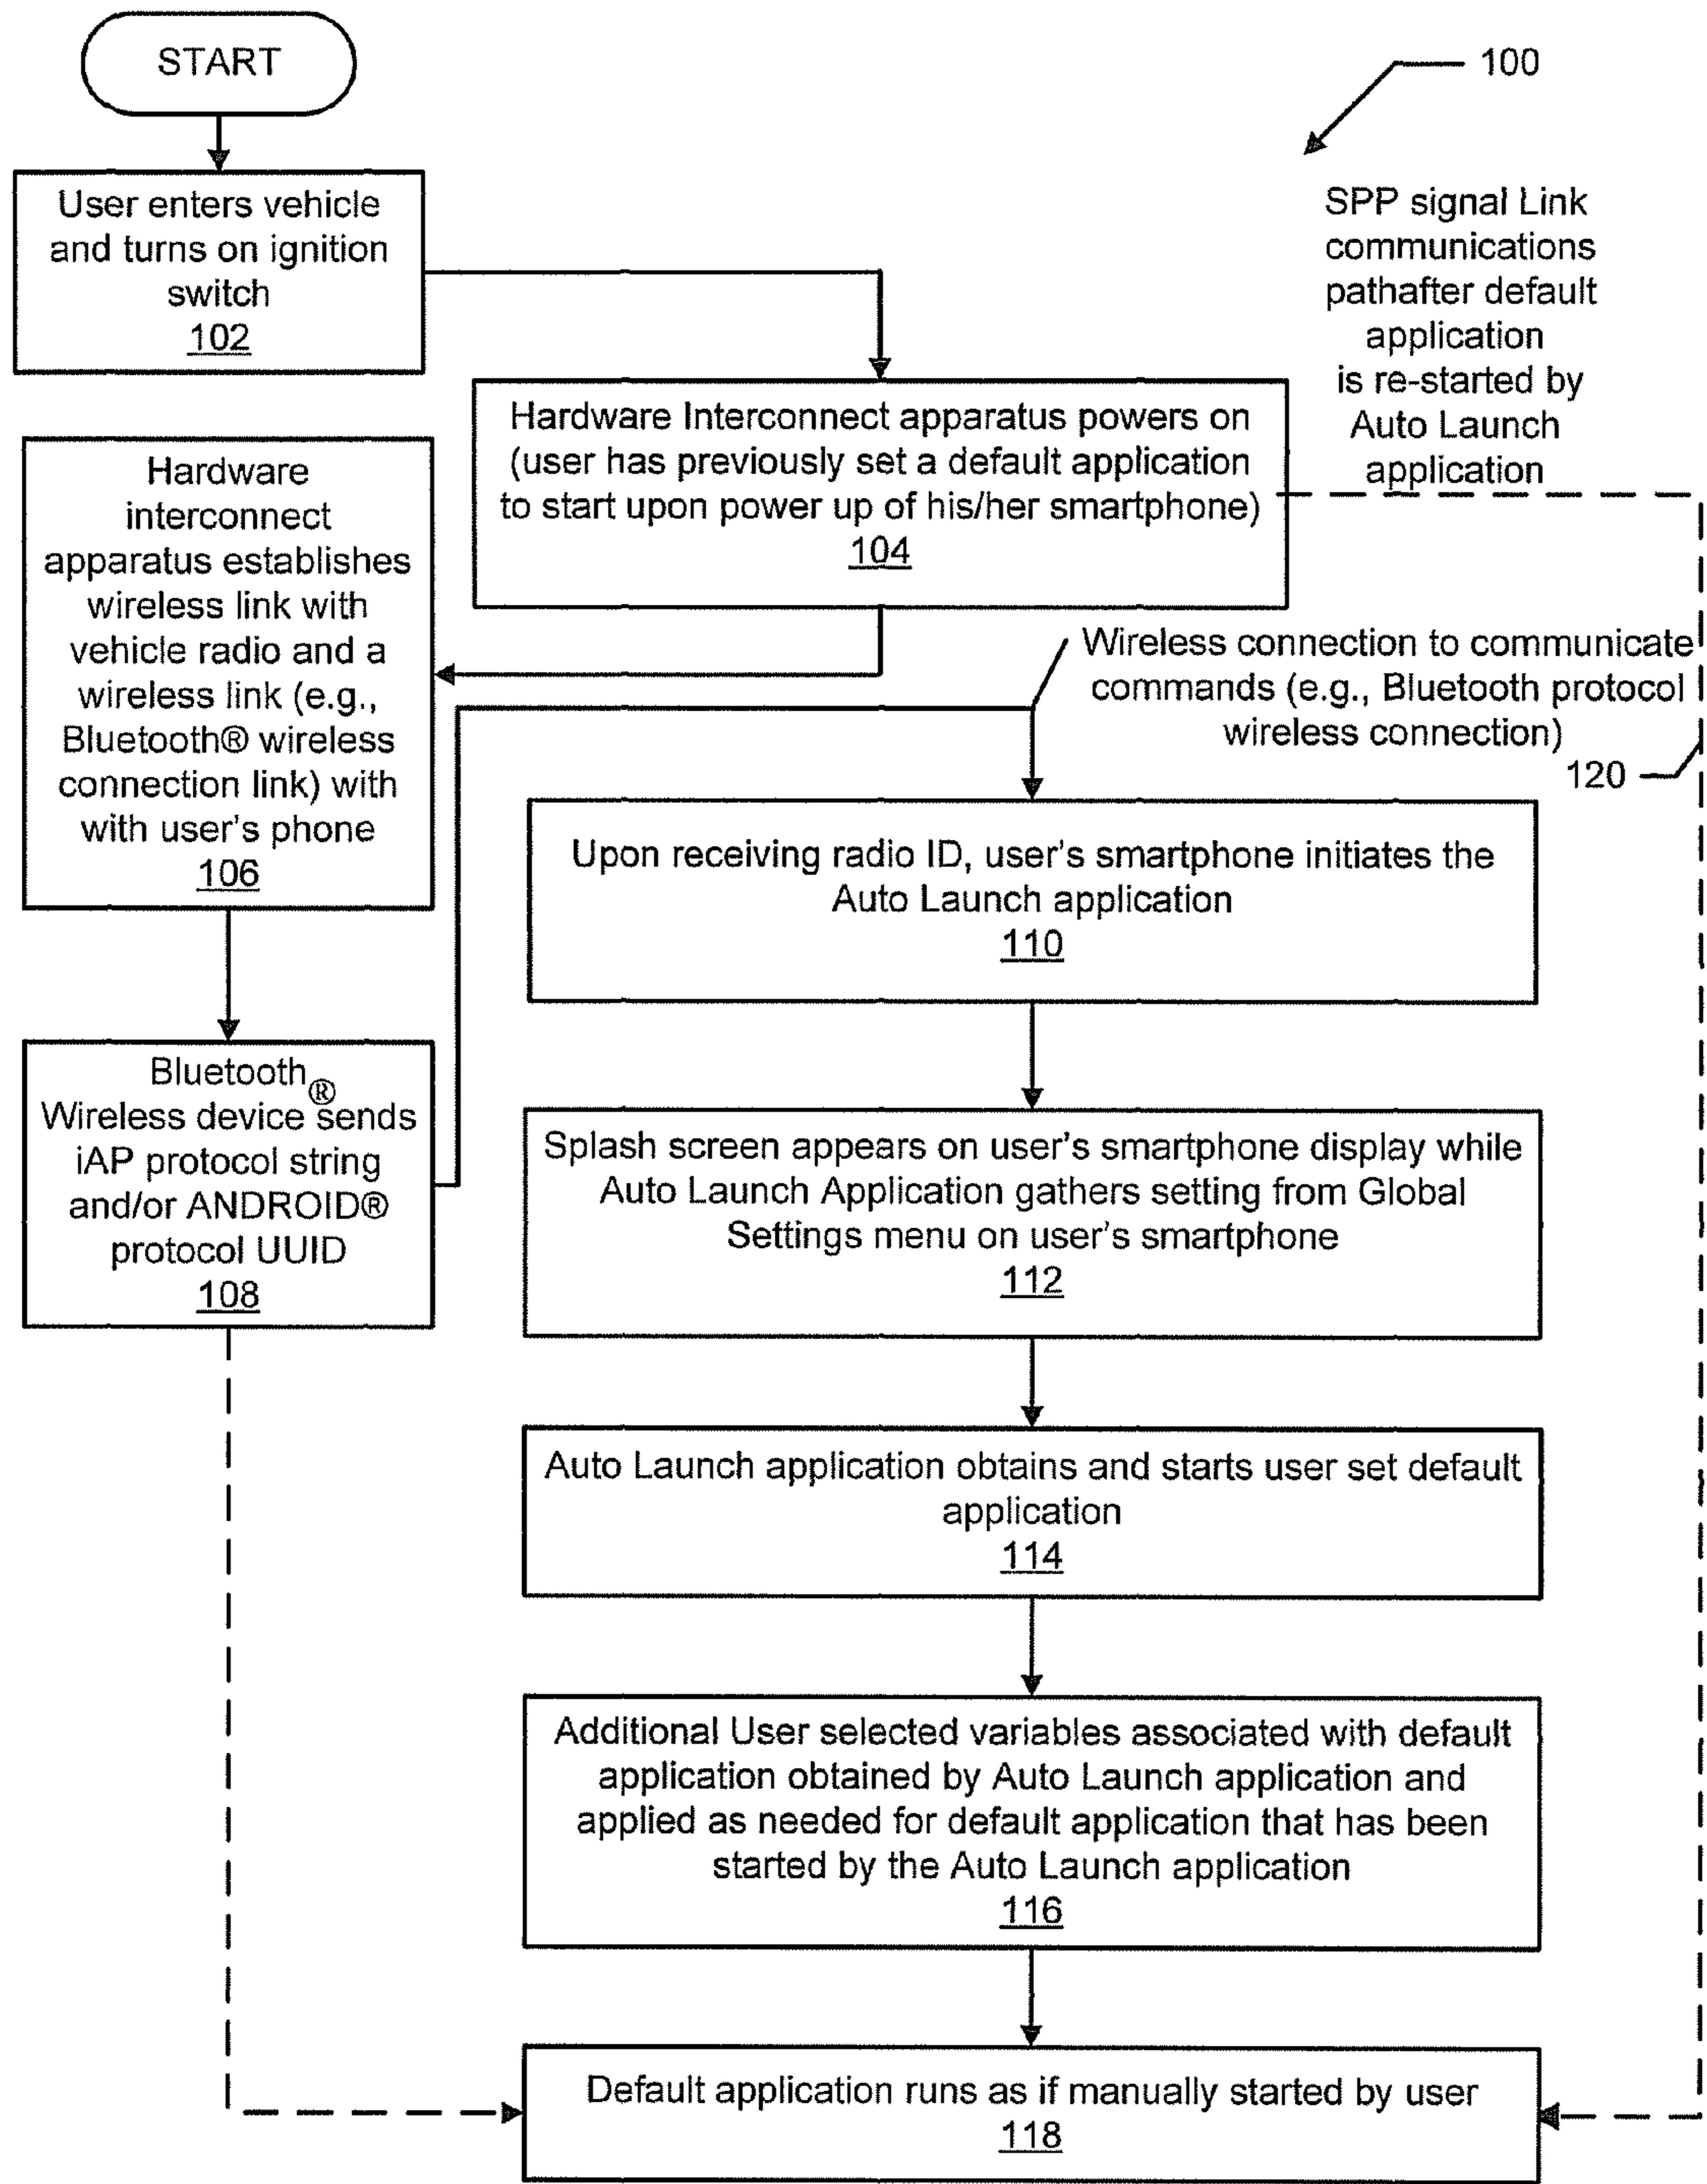 START
100
User enters vehicle
and turns on ignition
switch
102
SPP signal Link
communications
pathafter default
application
is re-started by
Auto Launch
application
Hardware Interconnect apparatus powers on
(user has previously set a default application
to start upon power up of his/her smartphone)
104
Hardware
interconnect
apparatus establishes
wireless link with
vehicle radio and a
wireless link (e.g.,
Bluetooth® wireless
connection link) with
with user's phone
106
Wireless connection to communicate
commands (e.g., Bluetooth protocol
wireless connection)
120
Upon receiving radio ID, user's smartphone initiates the
Auto Launch application
110
Bluetooth®
Wireless device sends
iAP protocol string
and/or ANDROID®
protocol UUID
108
Splash screen appears on user's smartphone display while
Auto Launch Application gathers setting from Global
Settings menu on user's smartphone
112
Auto Launch application obtains and starts user set default
application
114
Additional User selected variables associated with default
application obtained by Auto Launch application and
applied as needed for default application that has been
started by the Auto Launch application
116
Default application runs as if manually started by user
118